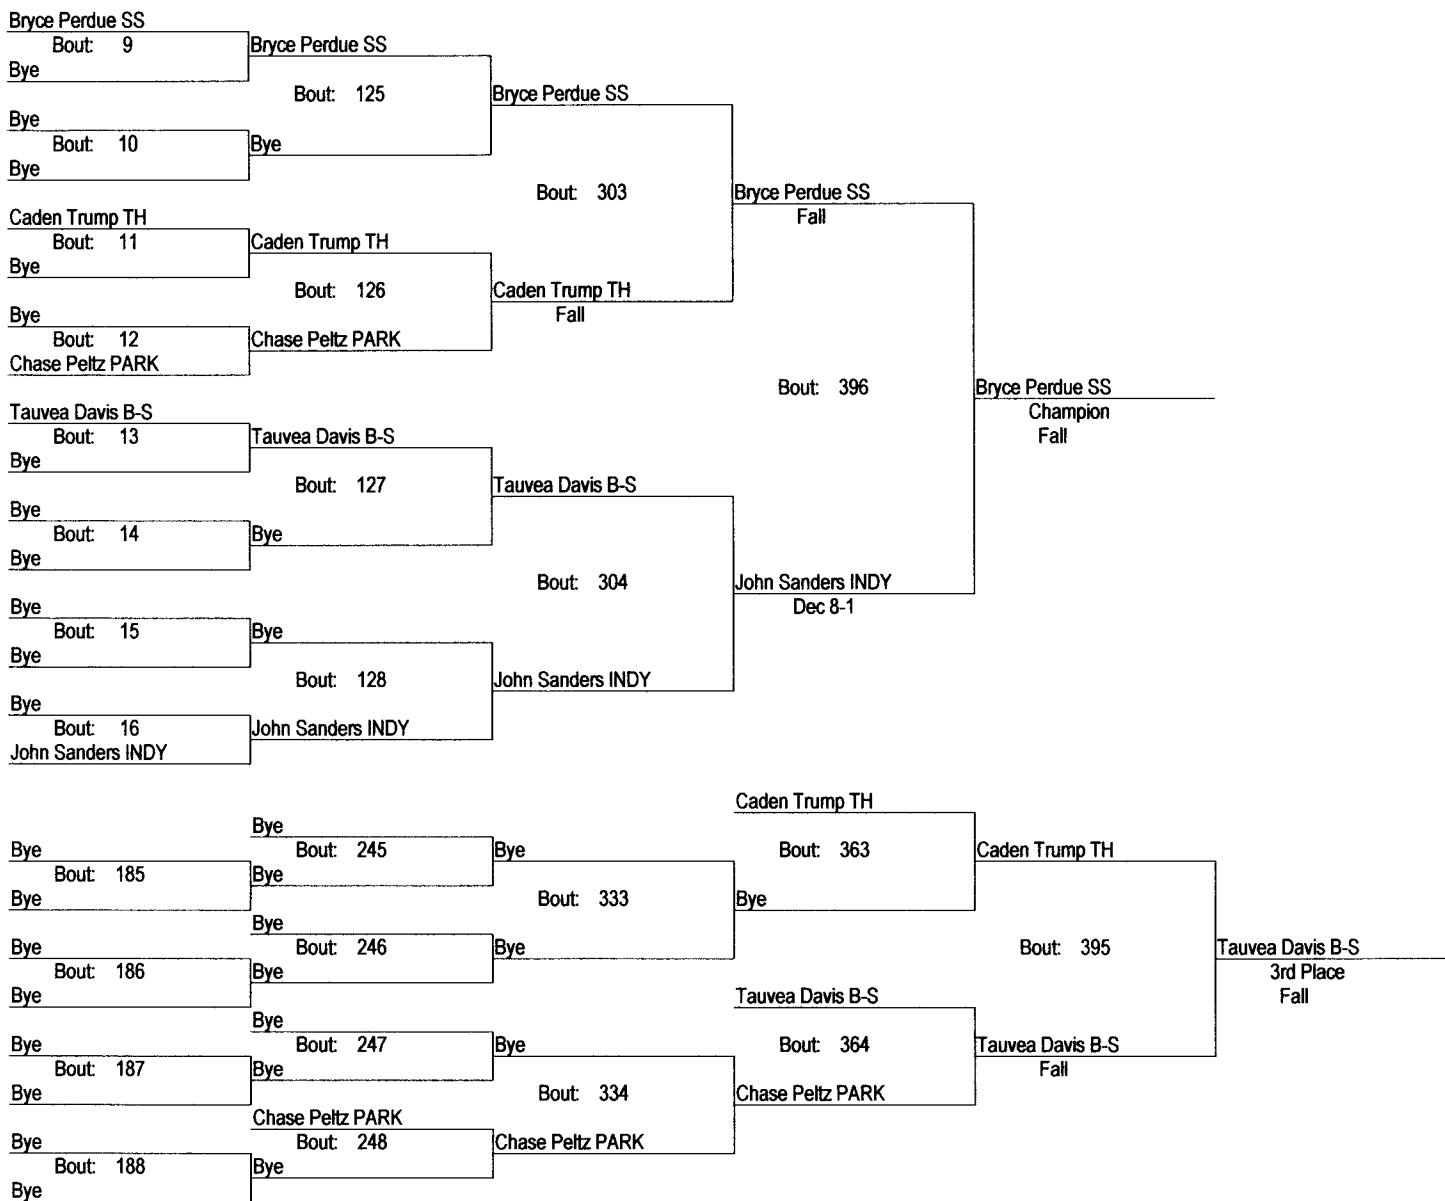 Bryce Perdue SS
Bout: 9
Bye
Bryce Perdue SS
Bout: 125
Bryce Perdue SS
Bye
Bout: 10
Bye
Bye
Bout: 303
Bryce Perdue SS
Fall
Caden Trump TH
Bout: 11
Bye
Caden Trump TH
Bout: 126
Caden Trump TH
Fall
Bye
Bout: 12
Chase Peltz PARK
Chase Peltz PARK
Bout: 396
Bryce Perdue SS
Champion
Fall
Tauvea Davis B-S
Bout: 13
Bye
Tauvea Davis B-S
Bout: 127
Tauvea Davis B-S
Bye
Bout: 14
Bye
Bye
Bout: 304
John Sanders INDY
Dec 8-1
Bye
Bout: 15
Bye
Bye
Bout: 128
John Sanders INDY
Bye
Bout: 16
John Sanders INDY
John Sanders INDY
Caden Trump TH
Bye
Bout: 245
Bye
Bye
Bout: 363
Caden Trump TH
Bye
Bout: 185
Bye
Bout: 333
Bye
Bye
Bout: 246
Bye
Bye
Bye
Bout: 186
Bye
Bout: 395
Tauvea Davis B-S
3rd Place
Fall
Tauvea Davis B-S
Bye
Bout: 247
Bye
Bye
Bout: 364
Tauvea Davis B-S
Fall
Bye
Bout: 187
Bye
Bout: 334
Chase Peltz PARK
Chase Peltz PARK
Bout: 248
Bye
Chase Peltz PARK
Bye
Bout: 188
Bye